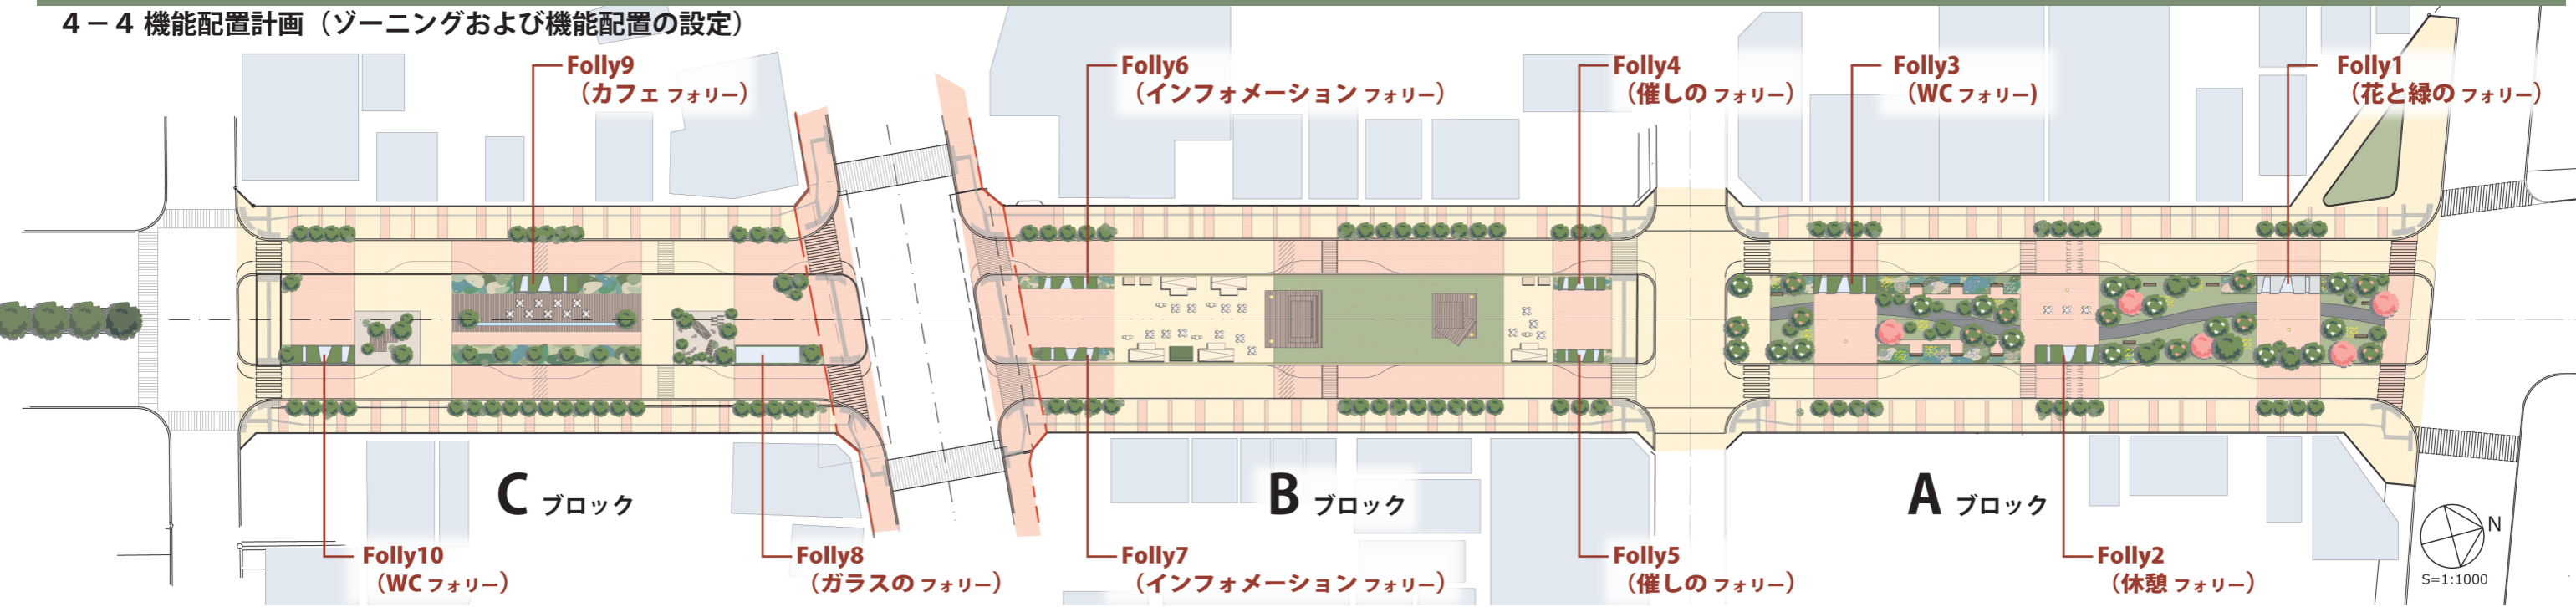 4－4 機能配置計画（ゾーニングおよび機能配置の設定）
Folly9
（カフェ フォリー）
Folly6
（インフォメーション フォリー）
Folly4
（催しの フォリー）
Folly3
（WC フォリー)
Folly1
（花と緑の フォリー）
C ブロック
B ブロック
A ブロック
N
S=1:1000
Folly10
（WC フォリー）
Folly8
（ガラスの フォリー）
Folly7
（インフォメーション フォリー）
Folly5
（催しの フォリー）
Folly2
（休憩 フォリー）